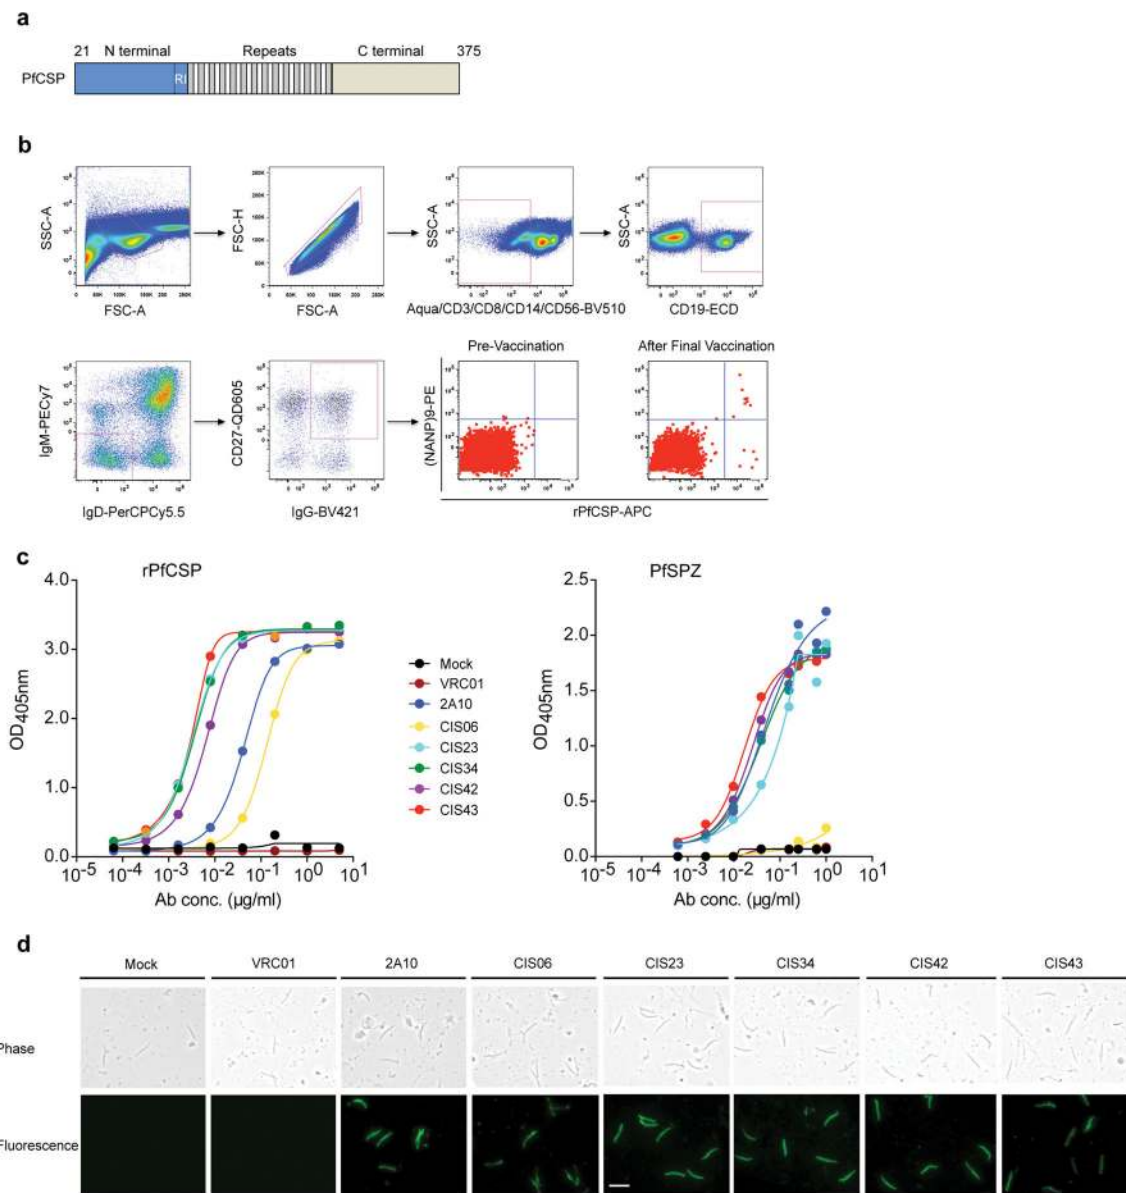 a
21 N terminal Repeats C terminal 375
PfCSP RI
b
SSC-A
FSC-H
SSC-A
SSC-A
FSC-A
FSC-A
Aqua/CD3/CD8/CD14/CD56-BV510
CD19-ECD
Pre-Vaccination
After Final Vaccination
IgM-PECy7
CD27-QD605
(NANP)9-PE
IgD-PerCPCy5.5
IgG-BV421
rPfCSP-APC
c
rPfCSP
PfSPZ
OD405nm
4.0
3.0
2.0
1.0
0.0
10-5 10-4 10-3 10-2 10-1 100 101
Ab conc. (µg/ml)
Mock
VRC01
2A10
CIS06
CIS23
CIS34
CIS42
CIS43
OD405nm
2.5
2.0
1.5
1.0
0.5
0.0
10-5 10-4 10-3 10-2 10-1 100 101
Ab conc. (µg/ml)
d
Mock VRC01 2A10 CIS06 CIS23 CIS34 CIS42 CIS43
Phase
Fluorescence